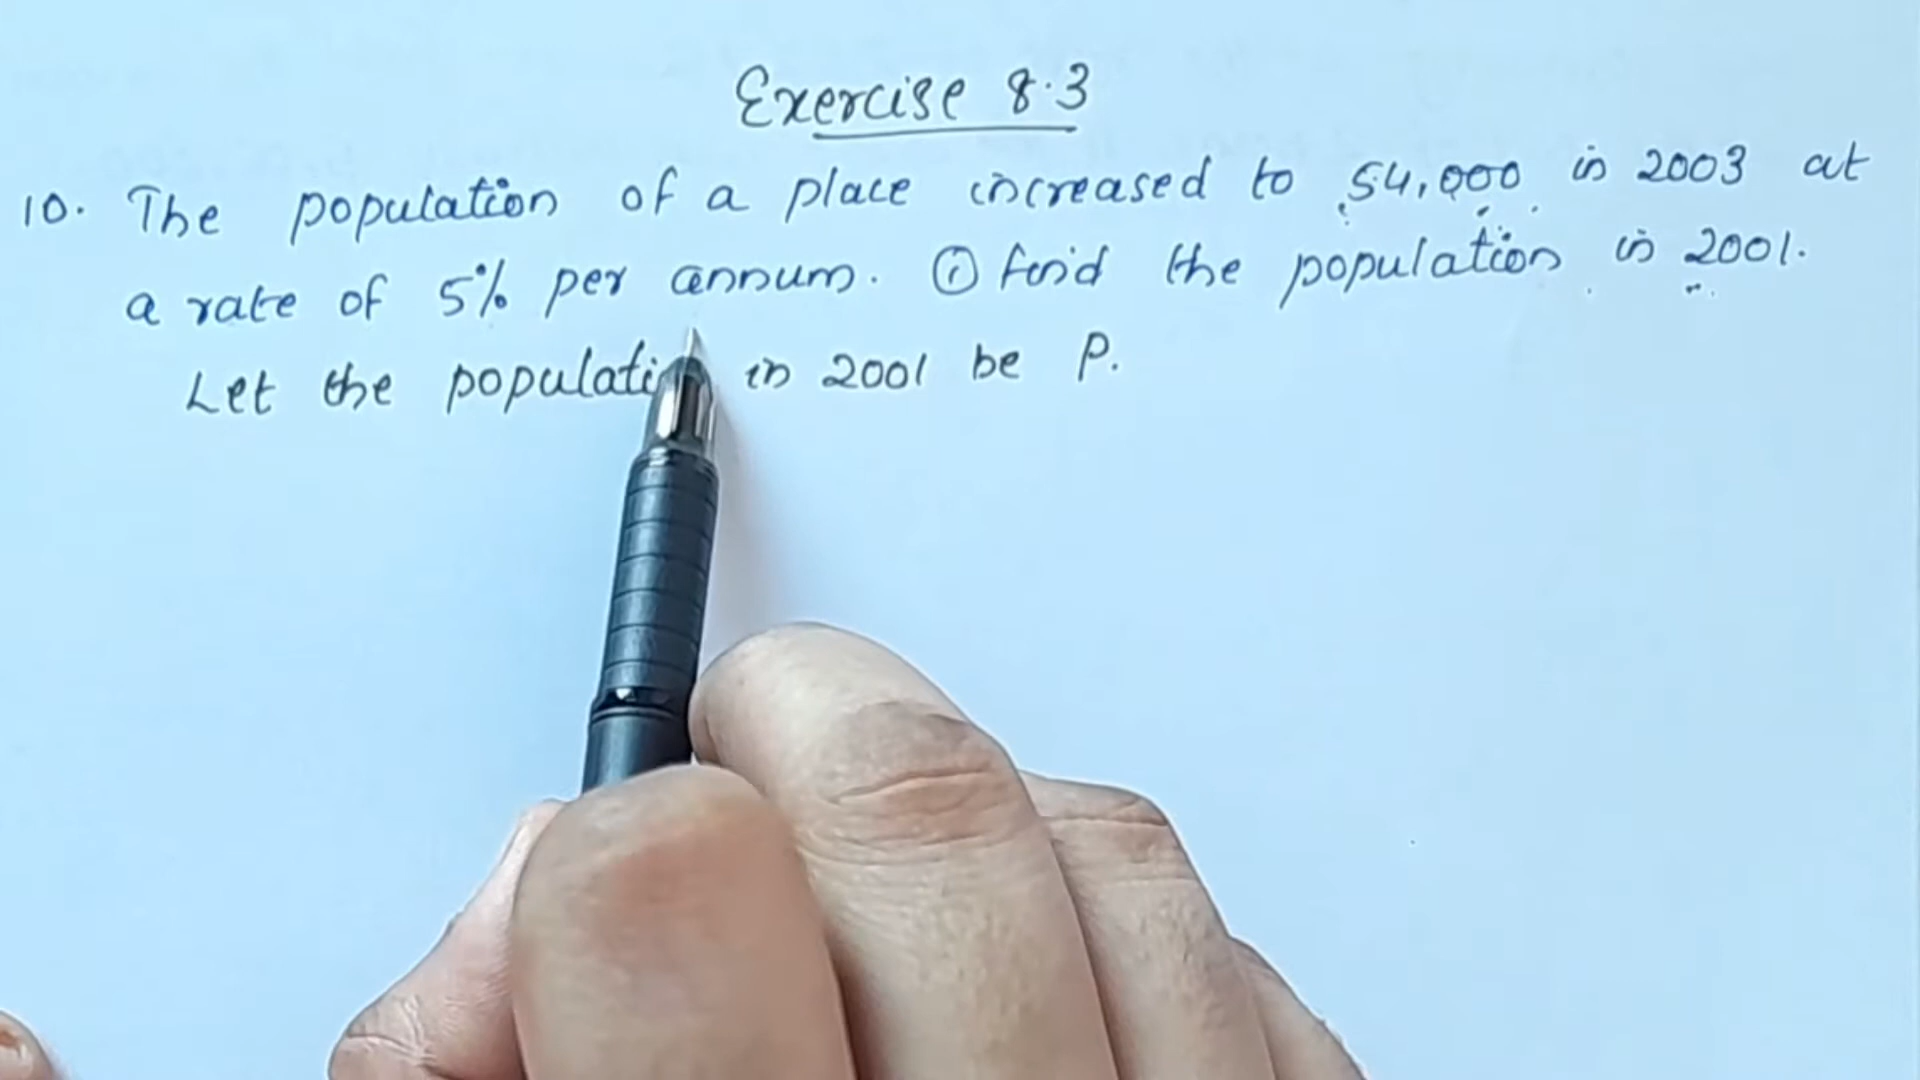 Exercise 8.3
10. The population of a place increased to 54,000 in 2003 at
a rate of 5% per annum. (i) find the population in 2001.
Let the populati in 2001 be P.